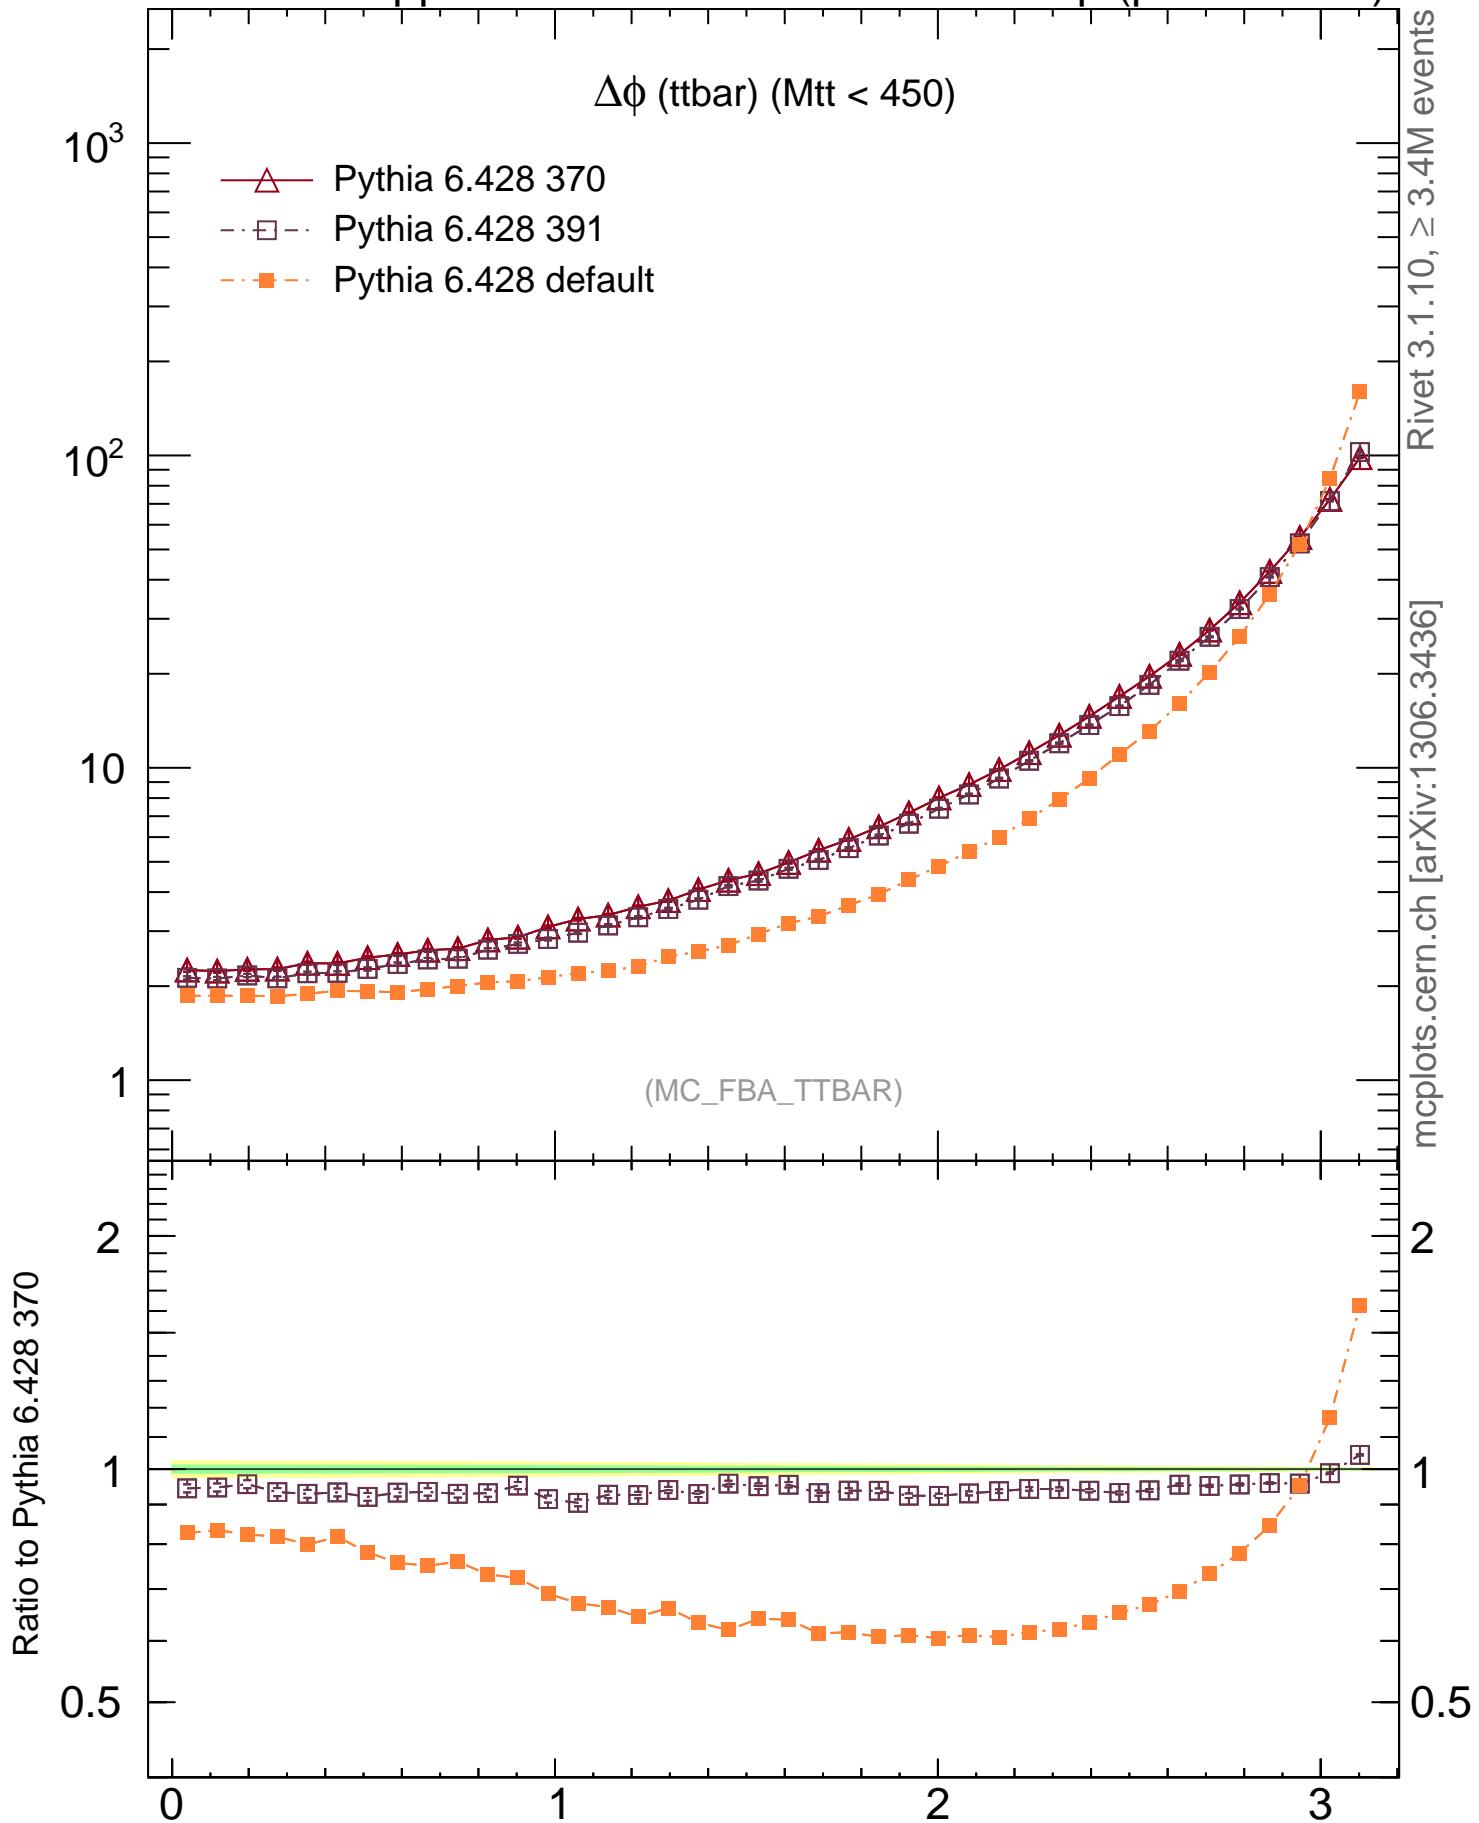 Δϕ (ttbar) (Mtt < 450)
Pythia 6.428 370
Pythia 6.428 391
Pythia 6.428 default
10³
10²
10
1
(MC_FBA_TTBAR)
Rivet 3.1.10, ≥ 3.4M events
mcplots.cern.ch [arXiv:1306.3436]
Ratio to Pythia 6.428 370
2
1
0.5
2
1
0.5
0
1
2
3